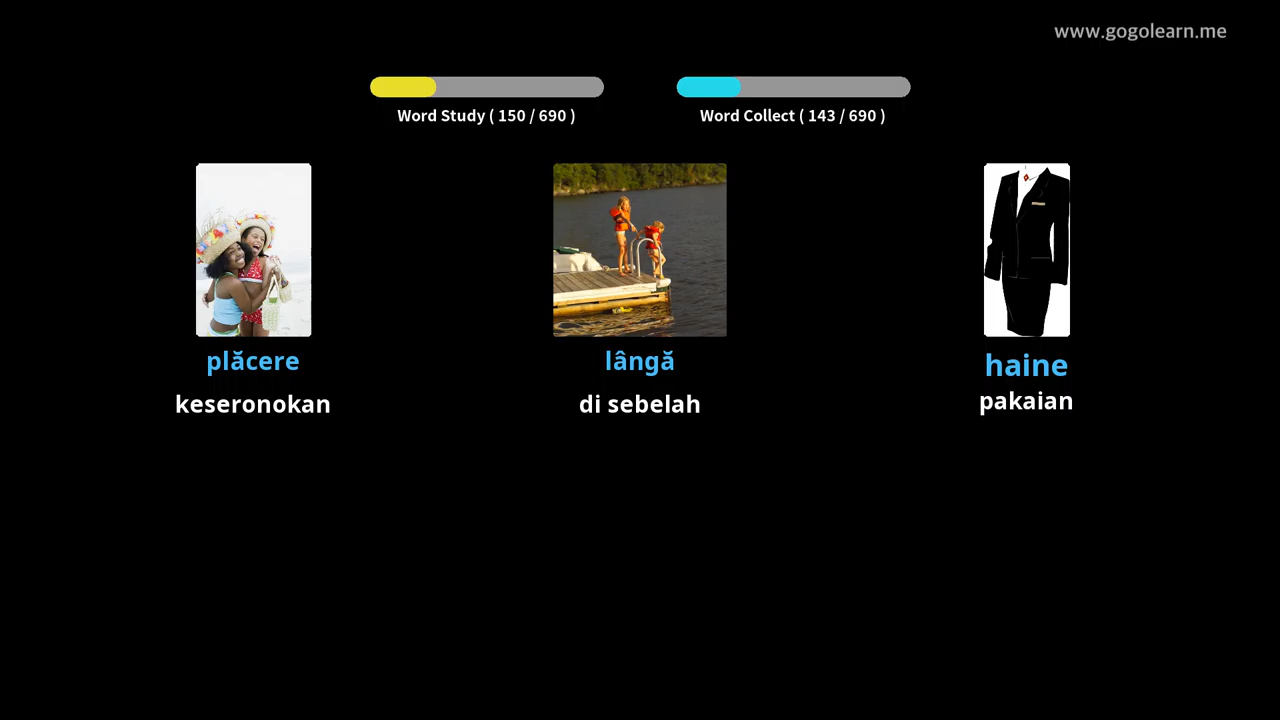 www.gogolearn.me
Word Study ( 150 / 690 )
Word Collect ( 143 / 690 )
plăcere
keseronokan
lângă
di sebelah
haine
pakaian